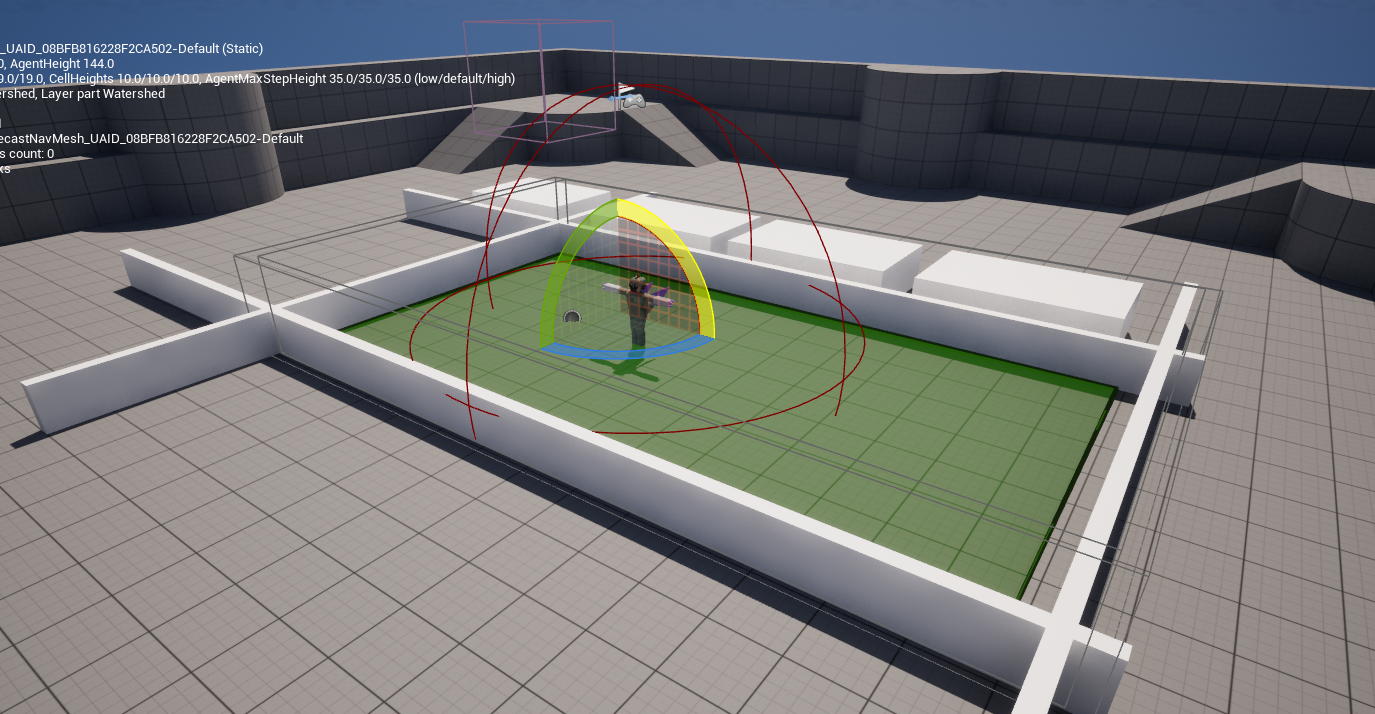 _UAID_08BFB816228F2CA502-Default (Static)
0, AgentHeight 144.0
9.0/19.0, CellHeights 10.0/10.0/10.0, AgentMaxStepHeight 35.0/35.0/35.0 (low/default/high)
ershed, Layer part Watershed
ecastNavMesh_UAID_08BFB816228F2CA502-Default
s count: 0
ks